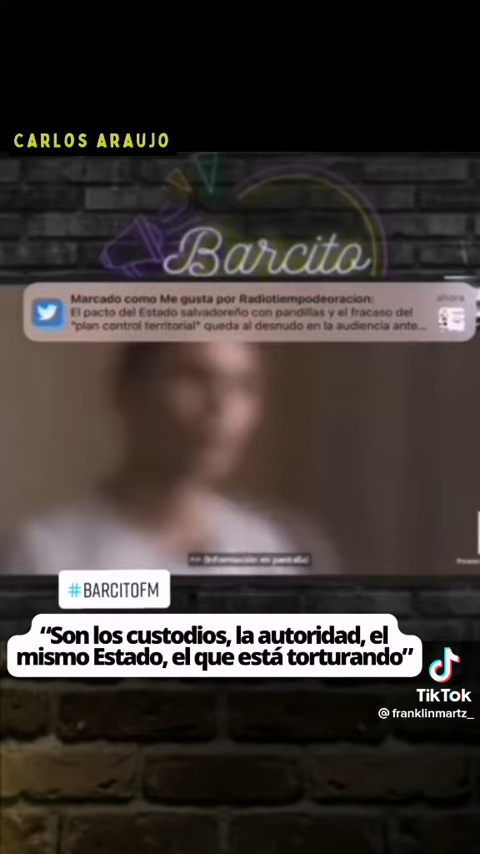 CARLOS ARAUJO
Barcito
Marcado como Me gusta por Radiotiempodeoracion:
ahora
El pacto del Estado salvadoreño con pandillas y el fracaso del
"plan control territorial" queda al desnudo en la audiencia ante...
>> [Información en pantalla]
#BARCITOFM
“Son los custodios, la autoridad, el
mismo Estado, el que está torturando”
TikTok
@franklinmartz_